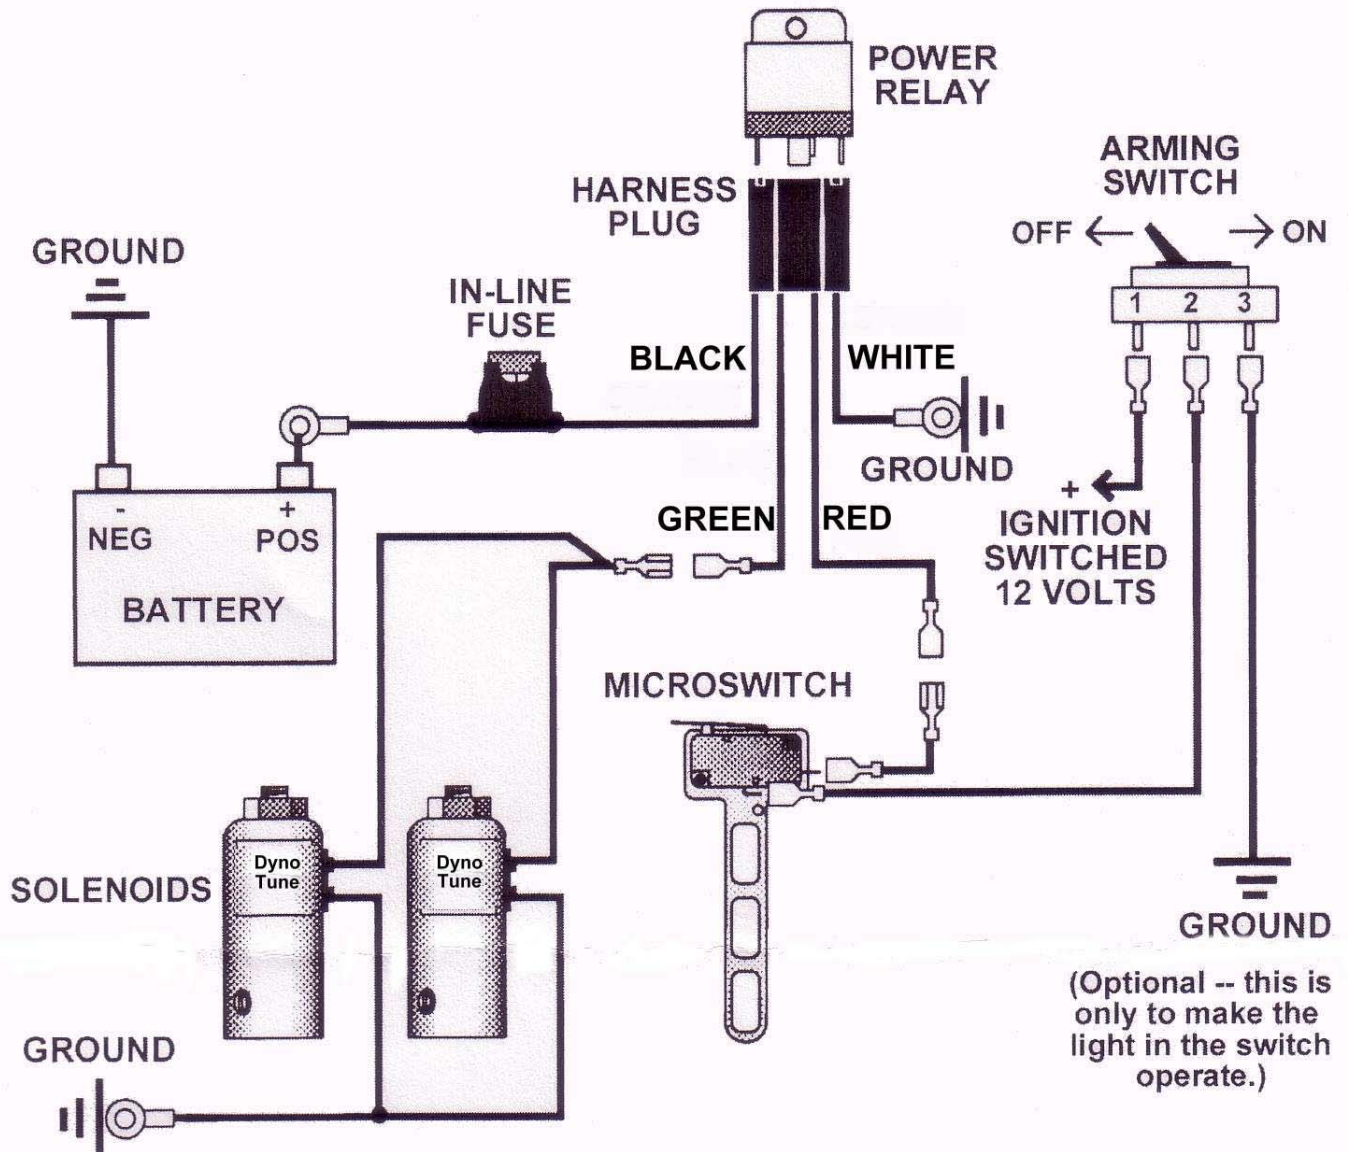 POWER
RELAY
ARMING
SWITCH
HARNESS
PLUG
OFF
ON
GROUND
IN-LINE
FUSE
1 2 3
BLACK
WHITE
GROUND
-
+
NEG
POS
BATTERY
GREEN
RED
+
IGNITION
SWITCHED
12 VOLTS
MICROSWITCH
Dyno
Tune
Dyno
Tune
SOLENOIDS
GROUND
(Optional -- this is
only to make the
light in the switch
operate.)
GROUND